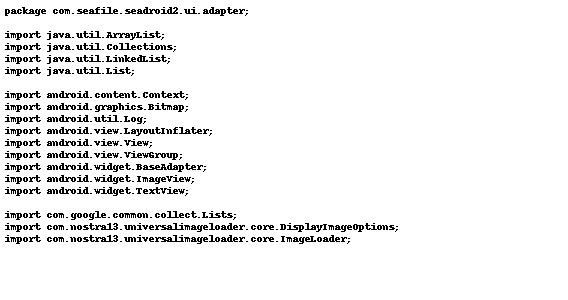 package com.seafile.seadroid2.ui.adapter;
import java.util.ArrayList;
import java.util.Collections;
import java.util.LinkedList;
import java.util.List;
import android.content.Context;
import android.graphics.Bitmap;
import android.util.Log;
import android.view.LayoutInflater;
import android.view.View;
import android.view.ViewGroup;
import android.widget.BaseAdapter;
import android.widget.ImageView;
import android.widget.TextView;
import com.google.common.collect.Lists;
import com.nostra13.universalimageloader.core.DisplayImageOptions;
import com.nostra13.universalimageloader.core.ImageLoader;